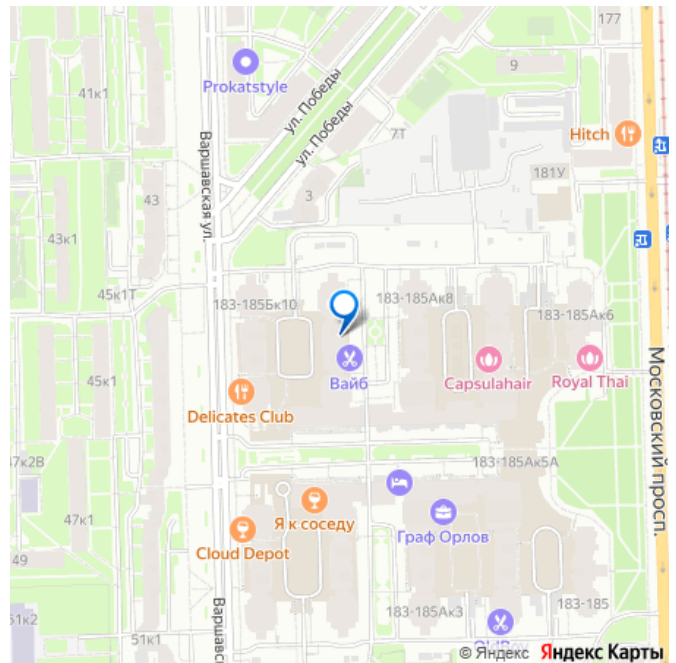 177
9
Prokatstyle
41к1
ул. Победы
ул. Победы
7Т
Hitch
Варшавская ул.
181У
43
3
43к1
45к1Т
183-185Бк10
183-185Ак8
183-185Ак6
Вайб
Capsulahair
Royal Thai
45к1
Delicates Club
Московский просп.
47к2В
183-185Ак5А
47к1
Я к соседу
Граф Орлов
Cloud Depot
49
183-185Ак3
183-185
51к2
51к1
© Яндекс Яндекс Карты